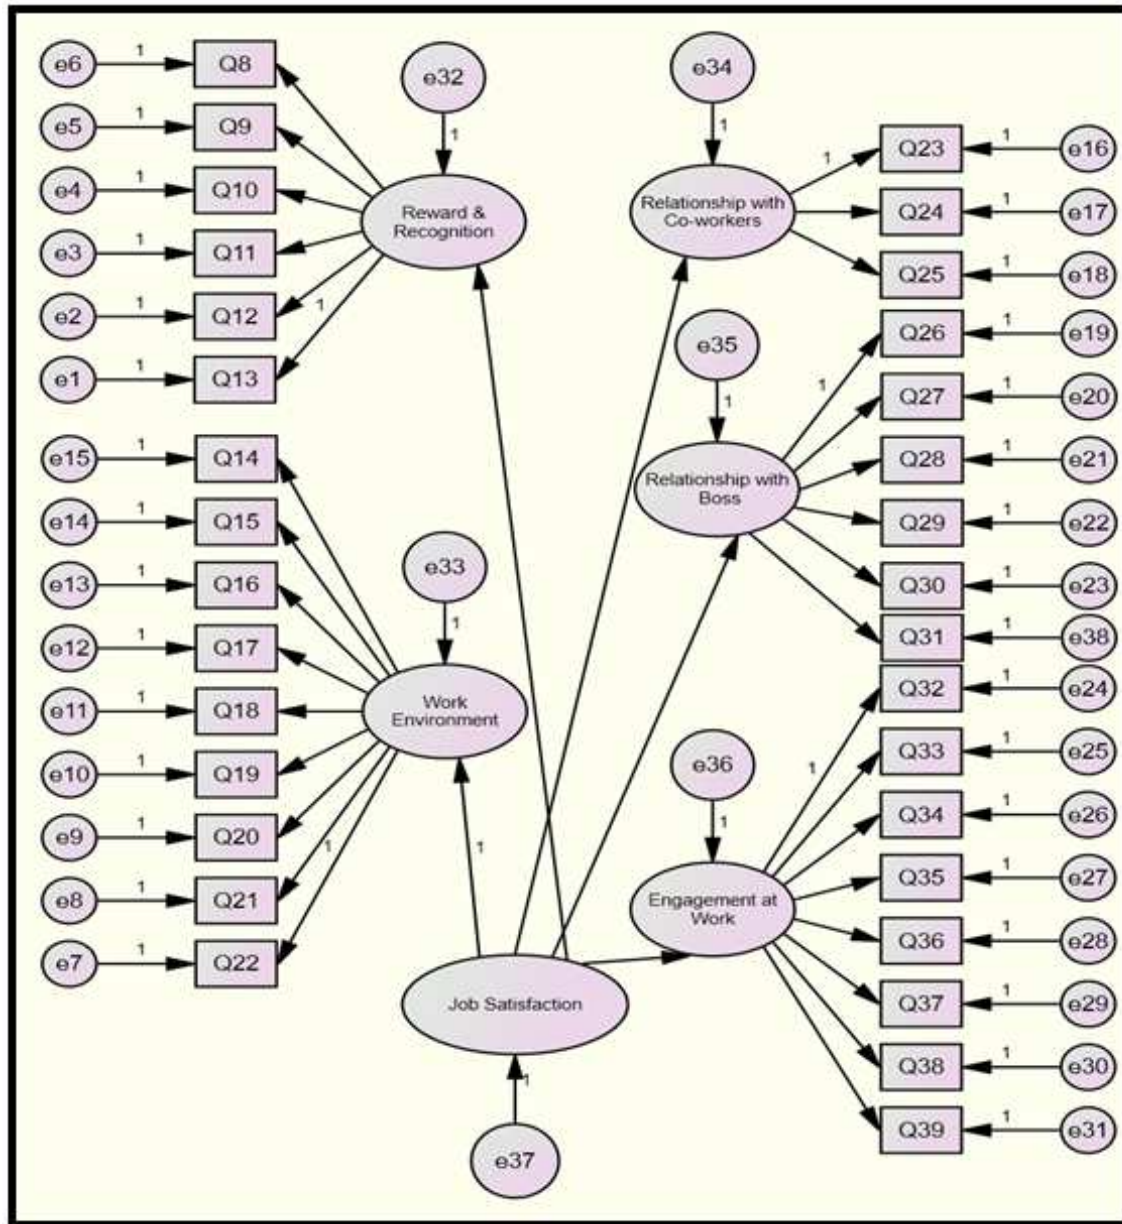 e6 1 Q8
e5 1 Q9
e4 1 Q10
e3 1 Q11
e2 1 Q12
e1 1 Q13
1
e32
1
Reward &
Recognition
e15 1 Q14
e14 1 Q15
e13 1 Q16
e12 1 Q17
e11 1 Q18
e10 1 Q19
e9 1 Q20
e8 1 Q21
e7 1 Q22
1
e33
1
Work
Environment
1
Job Satisfaction
1
e37
e34
1
Relationship with
Co-workers
1
Q23 1 e16
Q24 1 e17
Q25 1 e18
e35
1
Relationship with
Boss
1
Q26 1 e19
Q27 1 e20
Q28 1 e21
Q29 1 e22
Q30 1 e23
Q31 1 e38
e36
1
Engagement at
Work
1
Q32 1 e24
Q33 1 e25
Q34 1 e26
Q35 1 e27
Q36 1 e28
Q37 1 e29
Q38 1 e30
Q39 1 e31